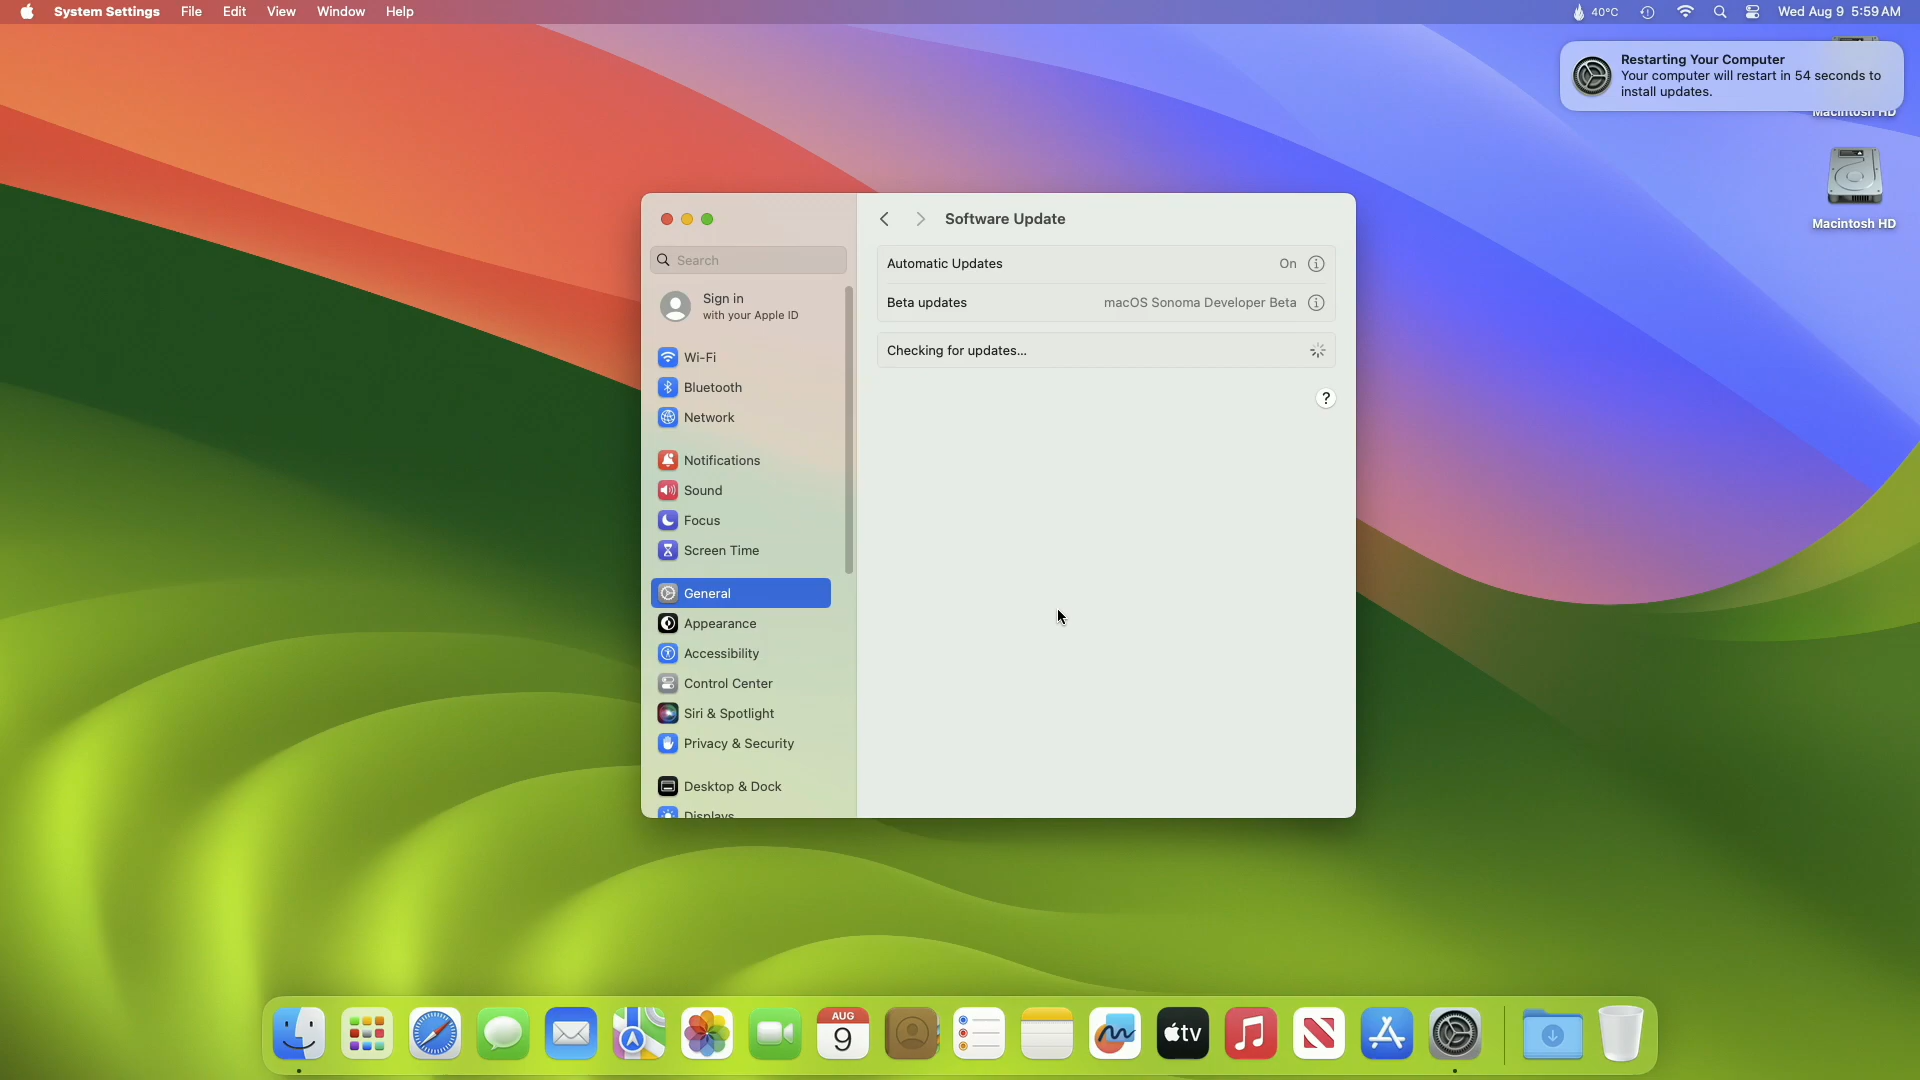 System Settings File Edit View Window Help
40°C Wed Aug 9 5:59 AM
Restarting Your Computer
Your computer will restart in 54 seconds to
install updates.
Macintosh HD
Macintosh HD
Software Update
Search
Sign in
with your Apple ID
Wi-Fi
Bluetooth
Network
Notifications
Sound
Focus
Screen Time
General
Appearance
Accessibility
Control Center
Siri & Spotlight
Privacy & Security
Desktop & Dock
Displays
Automatic Updates On
Beta updates macOS Sonoma Developer Beta
Checking for updates...
?
AUG
9
tv